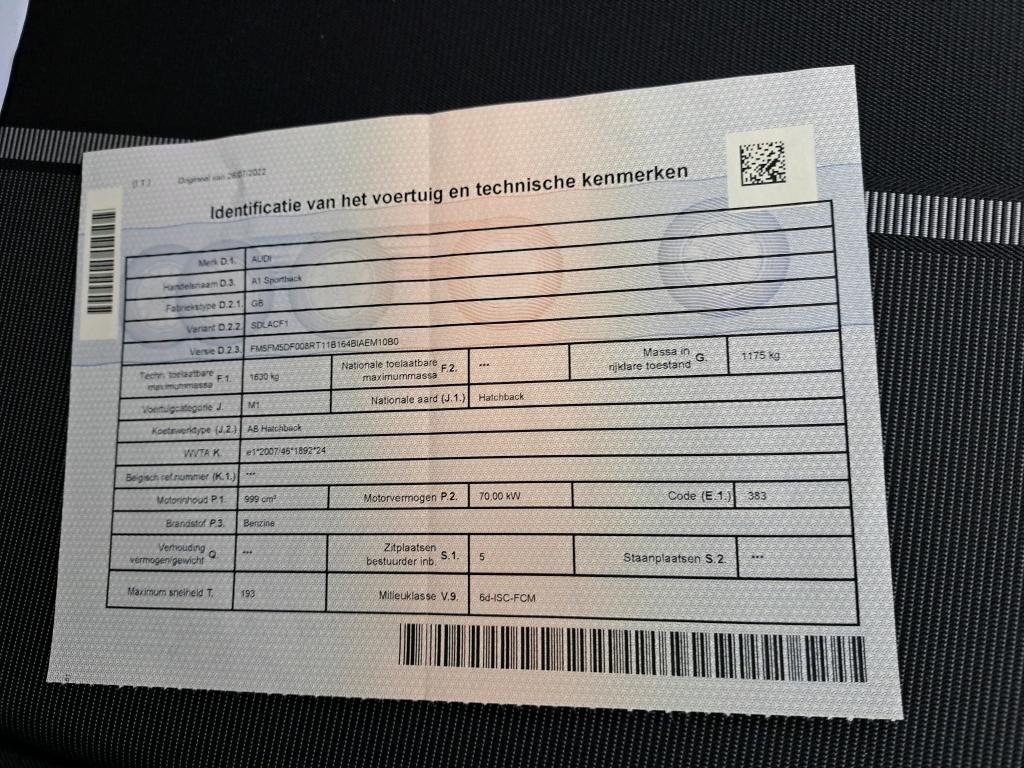 (I.T.) Origineel van 26/07/2022
Identificatie van het voertuig en technische kenmerken
Merk D.1. AUDI
Handelsnaam D.3. A1 Sportback
Fabriekstype D.2.1. GB
Variant D.2.2. SDLACF1
Versie D.2.3. FM5FM5DF008RT11B164BIAEM10B0
Techn. toelaatbare maximummassa F.1. 1630 kg Nationale toelaatbare maximummassa F.2. --- Massa in rijklare toestand G. 1175 kg
Voertuigcategorie J. M1 Nationale aard (J.1.) Hatchback
Koetswerktype (J.2.) AB Hatchback
WVTA K. e1*2007/46*1892*24
Belgisch ref.nummer (K.1.) ---
Motorinhoud P.1. 999 cm³ Motorvermogen P.2. 70,00 kW Code (E.1.) 383
Brandstof P.3. Benzine
Verhouding vermogen/gewicht Q. --- Zitplaatsen bestuurder inb. S.1. 5 Staanplaatsen S.2. ---
Maximum snelheid T. 193 Milieuklasse V.9. 6d-ISC-FCM